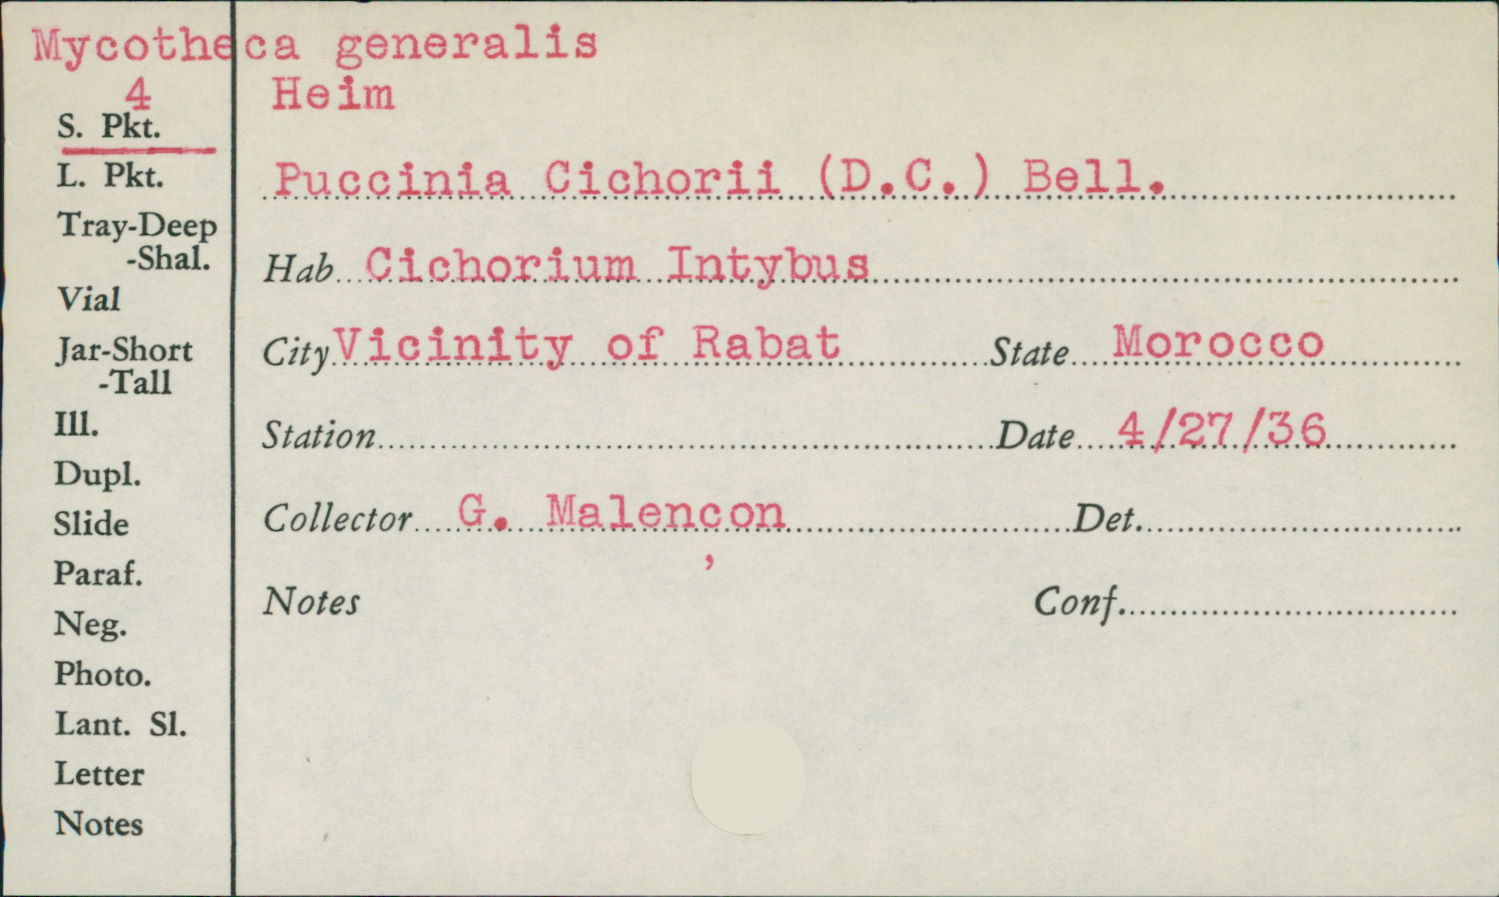 Mycotheca generalis
4 Heim
S. Pkt.
L. Pkt.
Tray-Deep
-Shal.
Vial
Jar-Short
-Tall
Ill.
Dupl.
Slide
Paraf.
Neg.
Photo.
Lant. Sl.
Letter
Notes
Puccinia Cichorii (D.C.) Bell.
Hab Cichorium Intybus
City Vicinity of Rabat State Morocco
Station Date 4/27/36
Collector G. Malençon Det.
Notes Conf.